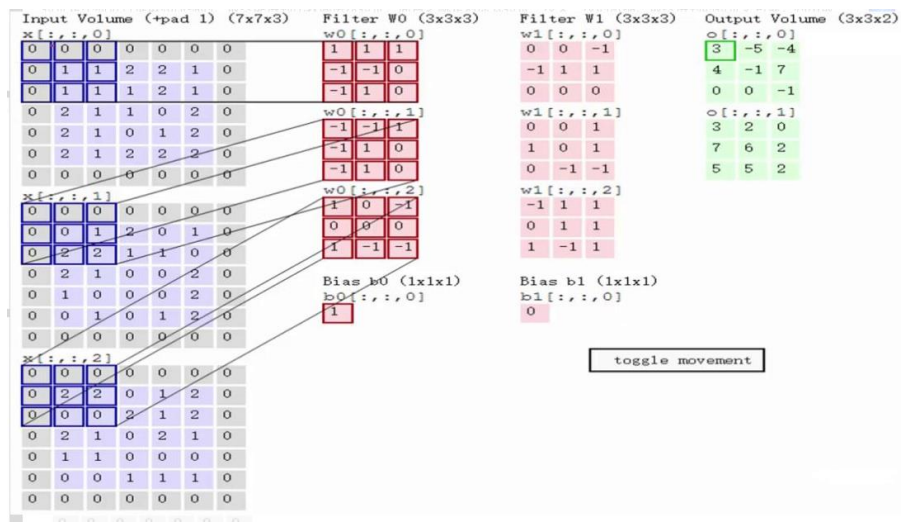 Input Volume (+pad 1) (7x7x3) Filter W0 (3x3x3) Filter W1 (3x3x3) Output Volume (3x3x2)
x[:,:,0] w0[:,:,0] w1[:,:,0] o[:,:,0]
0 0 0 0 0 0 0 1 1 1 0 0 -1 3 -5 -4
0 1 1 2 2 1 0 -1 -1 0 -1 1 1 4 -1 7
0 1 1 1 2 1 0 -1 1 0 0 0 0 0 0 -1
0 2 1 1 0 2 0 w0[:,:,1] w1[:,:,1] o[:,:,1]
0 2 1 0 1 2 0 -1 -1 1 0 0 1 3 2 0
0 2 1 2 2 2 0 -1 1 0 1 0 1 7 6 2
0 0 0 0 0 0 0 -1 1 0 0 -1 -1 5 5 2
x[:,:,1] w0[:,:,2] w1[:,:,2]
0 0 0 0 0 0 0 1 0 -1 -1 1 1
0 0 1 2 0 1 0 0 0 0 0 1 1
0 2 2 1 1 0 0 1 -1 -1 1 -1 1
0 2 1 0 0 2 0 Bias b0 (1x1x1) Bias b1 (1x1x1)
0 1 0 0 0 2 0 b0[:,:,0] b1[:,:,0]
0 0 1 0 1 2 0 1 0
0 0 0 0 0 0 0
x[:,:,2] toggle movement
0 0 0 0 0 0 0
0 2 2 0 1 2 0
0 0 0 2 1 2 0
0 2 1 0 2 1 0
0 1 1 0 0 0 0
0 0 0 1 1 1 0
0 0 0 0 0 0 0